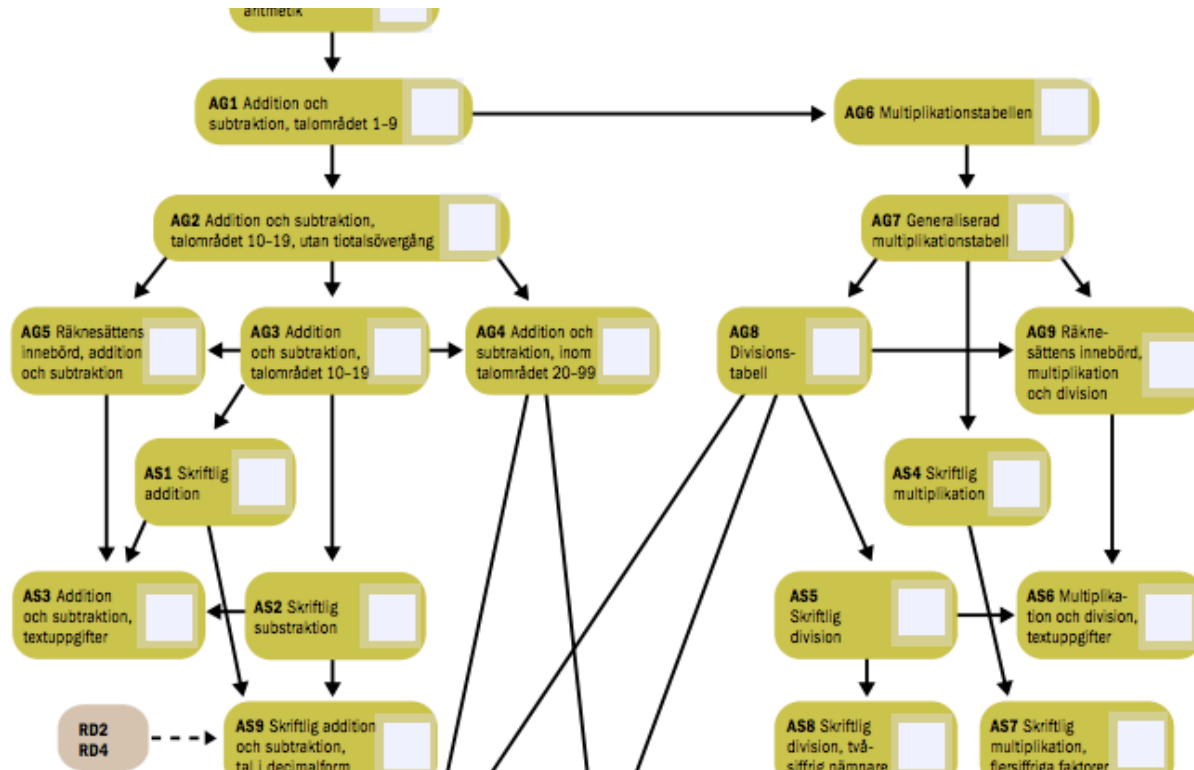 aritmetik
AG1 Addition och
subtraktion, talområdet 1–9
AG6 Multiplikationstabellen
AG2 Addition och subtraktion,
talområdet 10–19, utan tiotalsövergång
AG7 Generaliserad
multiplikationstabell
AG5 Räknesättens
innebörd, addition
och subtraktion
AG3 Addition
och subtraktion,
talområdet 10–19
AG4 Addition och
subtraktion, inom
talområdet 20–99
AG8
Divisions-
tabell
AG9 Räkne-
sättens innebörd,
multiplikation
och division
AS1 Skriftlig
addition
AS4 Skriftlig
multiplikation
AS3 Addition
och subtraktion,
textuppgifter
AS2 Skriftlig
substraktion
AS5
Skriftlig
division
AS6 Multiplika-
tion och division,
textuppgifter
RD2
RD4
AS9 Skriftlig addition
och subtraktion,
tal i decimalform
AS8 Skriftlig
division, två-
siffrig nämnare
AS7 Skriftlig
multiplikation,
flersiffriga faktorer